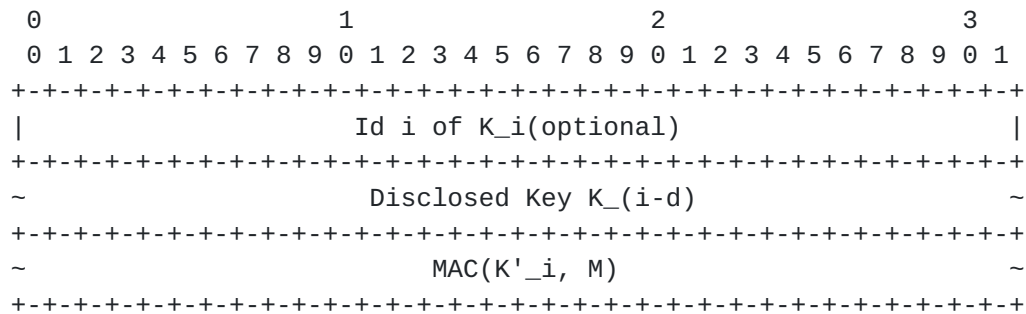 0                   1                   2                   3
 0 1 2 3 4 5 6 7 8 9 0 1 2 3 4 5 6 7 8 9 0 1 2 3 4 5 6 7 8 9 0 1
+-+-+-+-+-+-+-+-+-+-+-+-+-+-+-+-+-+-+-+-+-+-+-+-+-+-+-+-+-+-+-+-+
|                     Id i of K_i(optional)                     |
+-+-+-+-+-+-+-+-+-+-+-+-+-+-+-+-+-+-+-+-+-+-+-+-+-+-+-+-+-+-+-+-+
~                      Disclosed Key K_(i-d)                    ~
+-+-+-+-+-+-+-+-+-+-+-+-+-+-+-+-+-+-+-+-+-+-+-+-+-+-+-+-+-+-+-+-+
~                          MAC(K'_i, M)                         ~
+-+-+-+-+-+-+-+-+-+-+-+-+-+-+-+-+-+-+-+-+-+-+-+-+-+-+-+-+-+-+-+-+